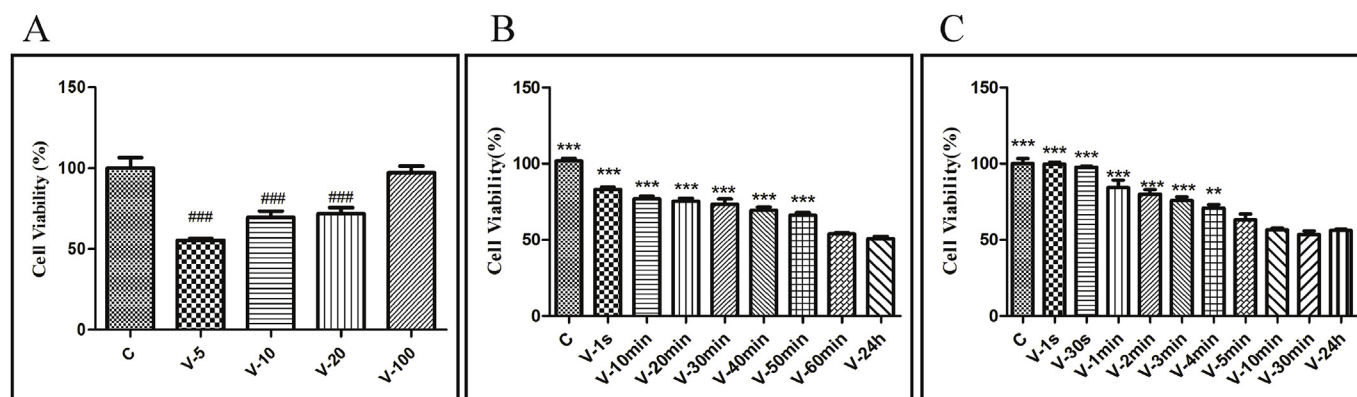 A
B
C
Cell Viability (%)
150
100
50
0
###
###
###
C
V-5
V-10
V-20
V-100
Cell Viability(%)
150
100
50
0
***
***
***
***
***
***
***
C
V-1s
V-10min
V-20min
V-30min
V-40min
V-50min
V-60min
V-24h
Cell Viability(%)
150
100
50
0
***
***
***
***
***
***
**
C
V-1s
V-30s
V-1min
V-2min
V-3min
V-4min
V-5min
V-10min
V-30min
V-24h